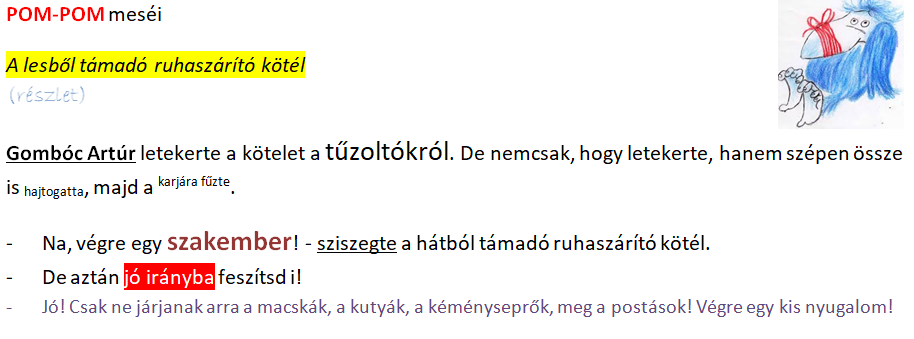 POM-POM meséi
A lesből támadó ruhaszárító kötél
(részlet)
Gombóc Artúr letekerte a kötelet a tűzoltókról. De nemcsak, hogy letekerte, hanem szépen össze
is hajtogatta, majd a karjára fűzte.
- Na, végre egy szakember! - sziszegte a hátból támadó ruhaszárító kötél.
- De aztán jó irányba feszítsd i!
- Jó! Csak ne járjanak arra a macskák, a kutyák, a kéményseprők, meg a postások! Végre egy kis nyugalom!